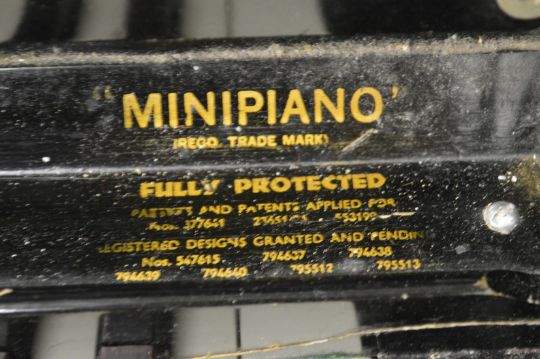 "MINIPIANO"
(REGD. TRADE MARK)
FULLY PROTECTED
PATENTS AND PATENTS APPLIED FOR
Nos. 377641
REGISTERED DESIGNS GRANTED AND PENDING
Nos. 547615 794637 794638
794639 794640 795512 795513